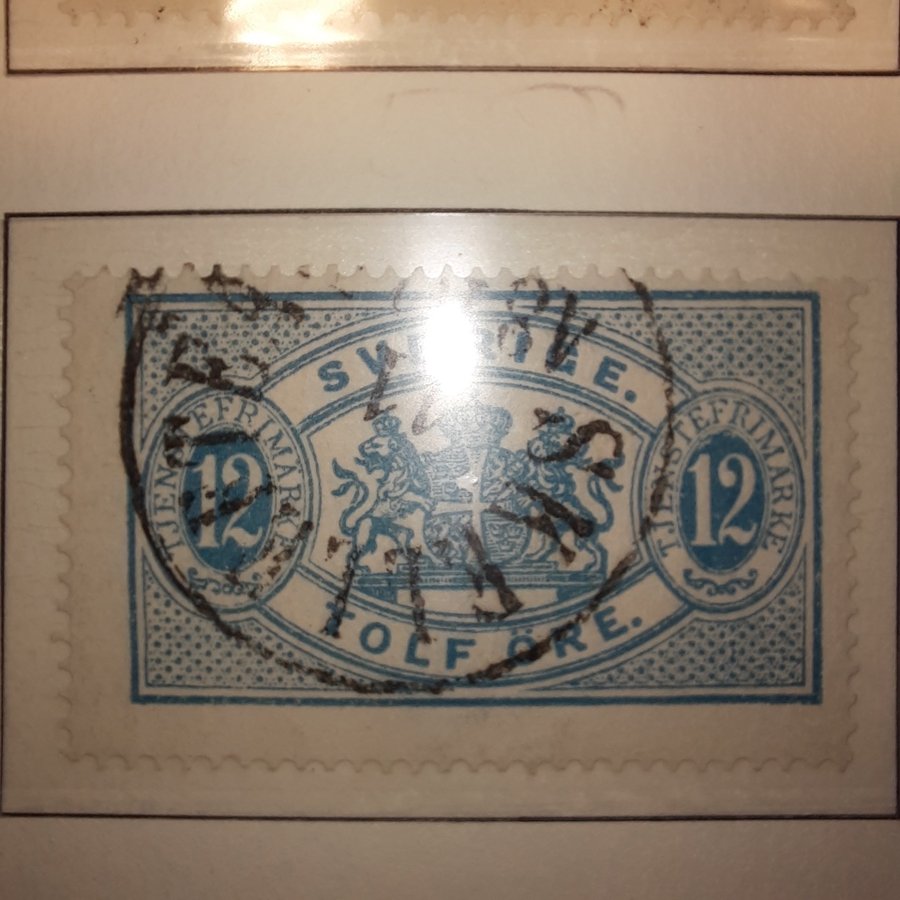 SVERIGE.
TJENSTEFRIMARKE
12
TJENSTEFRIMARKE
12
TOLF ÖRE.